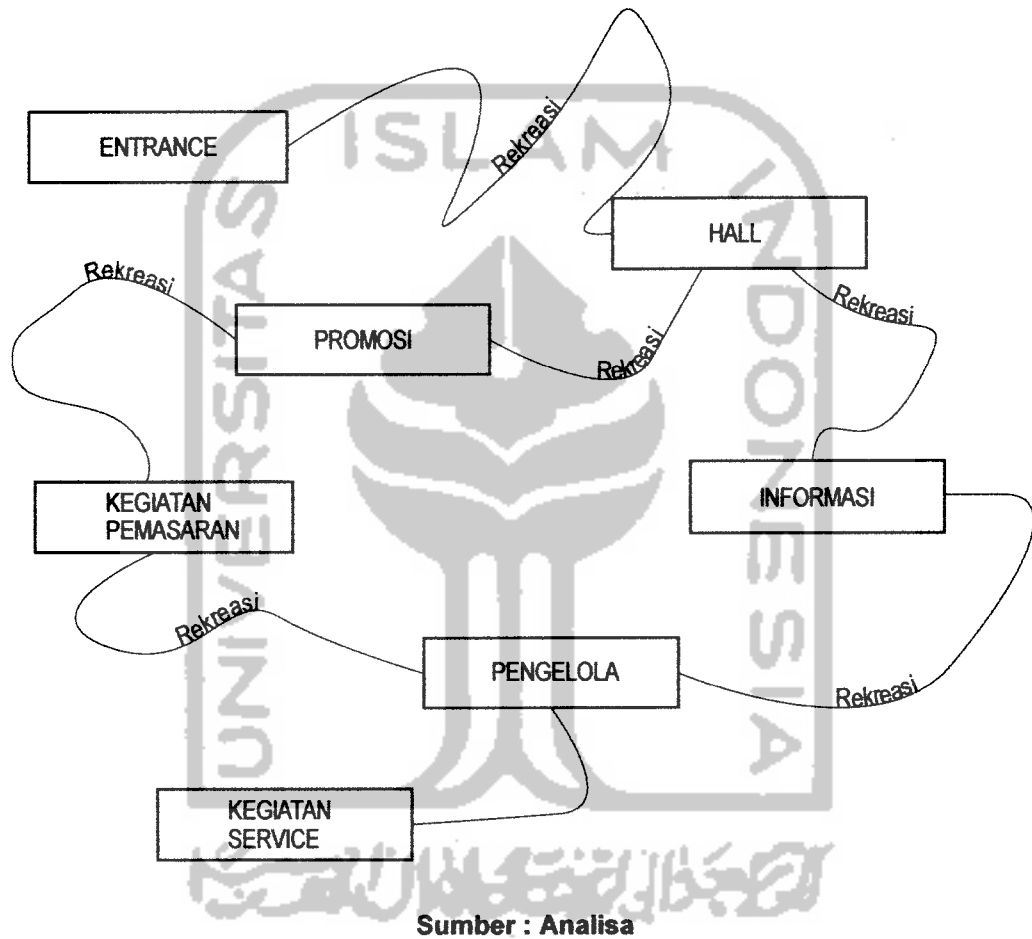 ISLAM
UNIVERSITAS
INDONESIA
ENTRANCE
Rekreasi
HALL
Rekreasi
PROMOSI
Rekreasi
Rekreasi
KEGIATAN
PEMASARAN
INFORMASI
Rekreasi
PENGELOLA
Rekreasi
KEGIATAN
SERVICE
Sumber : Analisa